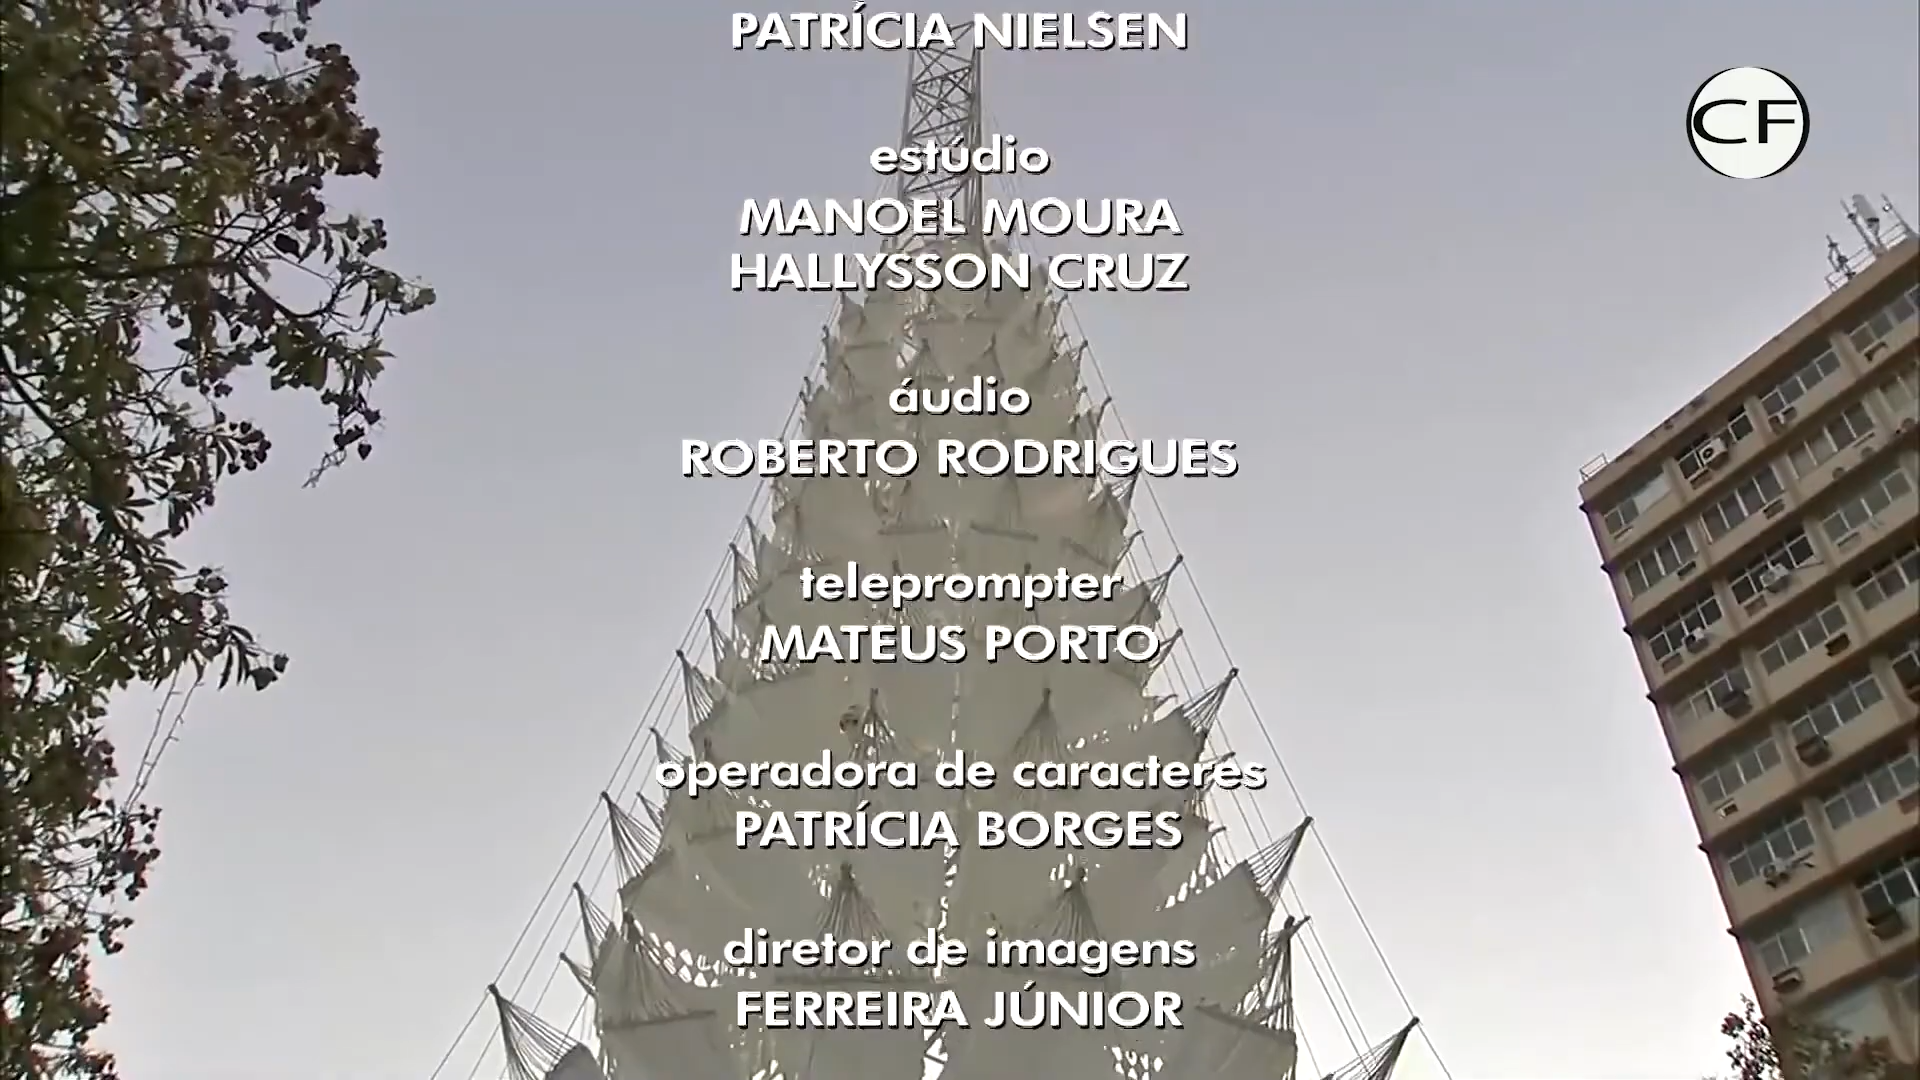 PATRÍCIA NIELSEN
CF
estúdio
MANOEL MOURA
HALLYSSON CRUZ
áudio
ROBERTO RODRIGUES
teleprompter
MATEUS PORTO
operadora de caracteres
PATRÍCIA BORGES
diretor de imagens
FERREIRA JÚNIOR